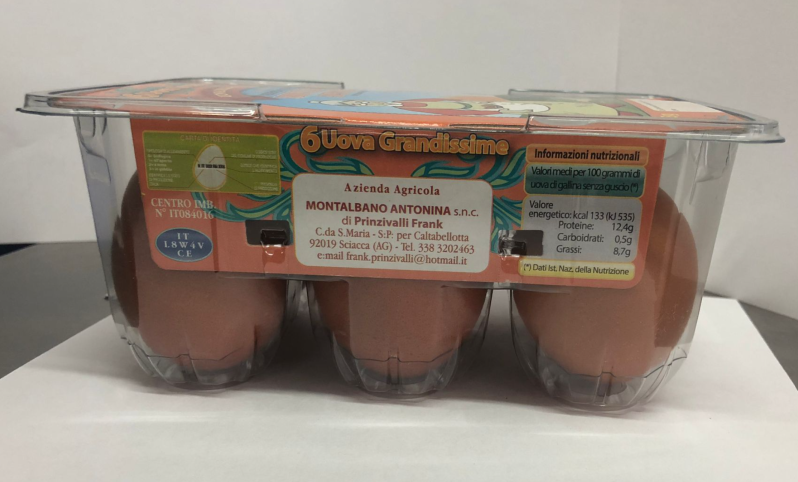 6 Uova Grandissime
CARTA D'IDENTITÀ
CENTRO IMB.
N° IT084016
IT
L8W4V
CE
Azienda Agricola
MONTALBANO ANTONINA s.n.c.
di Prinzivalli Frank
C.da S.Maria - S:P: per Caltabellotta
92019 Sciacca (AG) - Tel. 338 3202463
e:mail frank.prinzivalli@hotmail.it
Informazioni nutrizionali
Valori medi per 100 grammi di
uova di gallina senza guscio (*)
Valore
energetico: kcal 133 (kJ 535)
Proteine: 12,4g
Carboidrati: 0,5g
Grassi: 8,7g
(*) Dati Ist. Naz. della Nutrizione